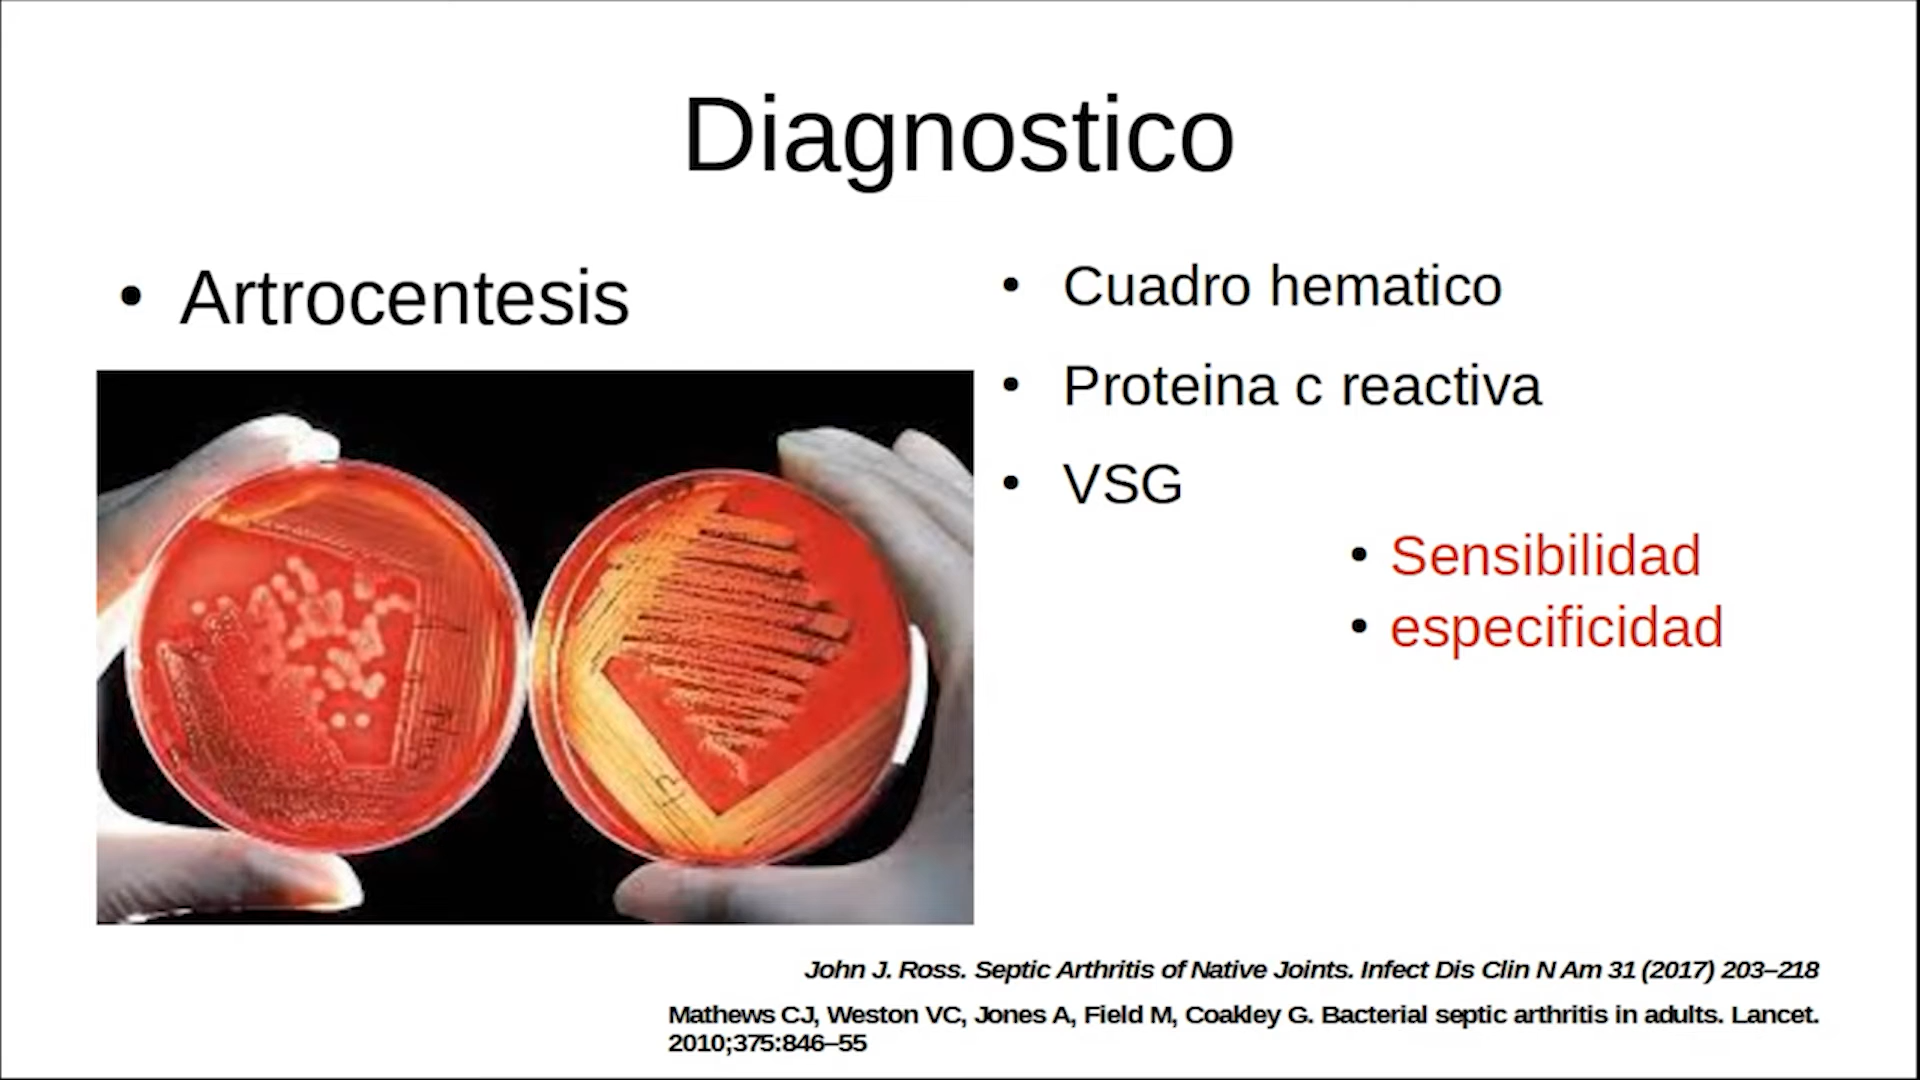 Diagnostico
• Artrocentesis
• Cuadro hematico
• Proteina c reactiva
• VSG
• Sensibilidad
• especificidad
John J. Ross. Septic Arthritis of Native Joints. Infect Dis Clin N Am 31 (2017) 203–218
Mathews CJ, Weston VC, Jones A, Field M, Coakley G. Bacterial septic arthritis in adults. Lancet.
2010;375:846–55